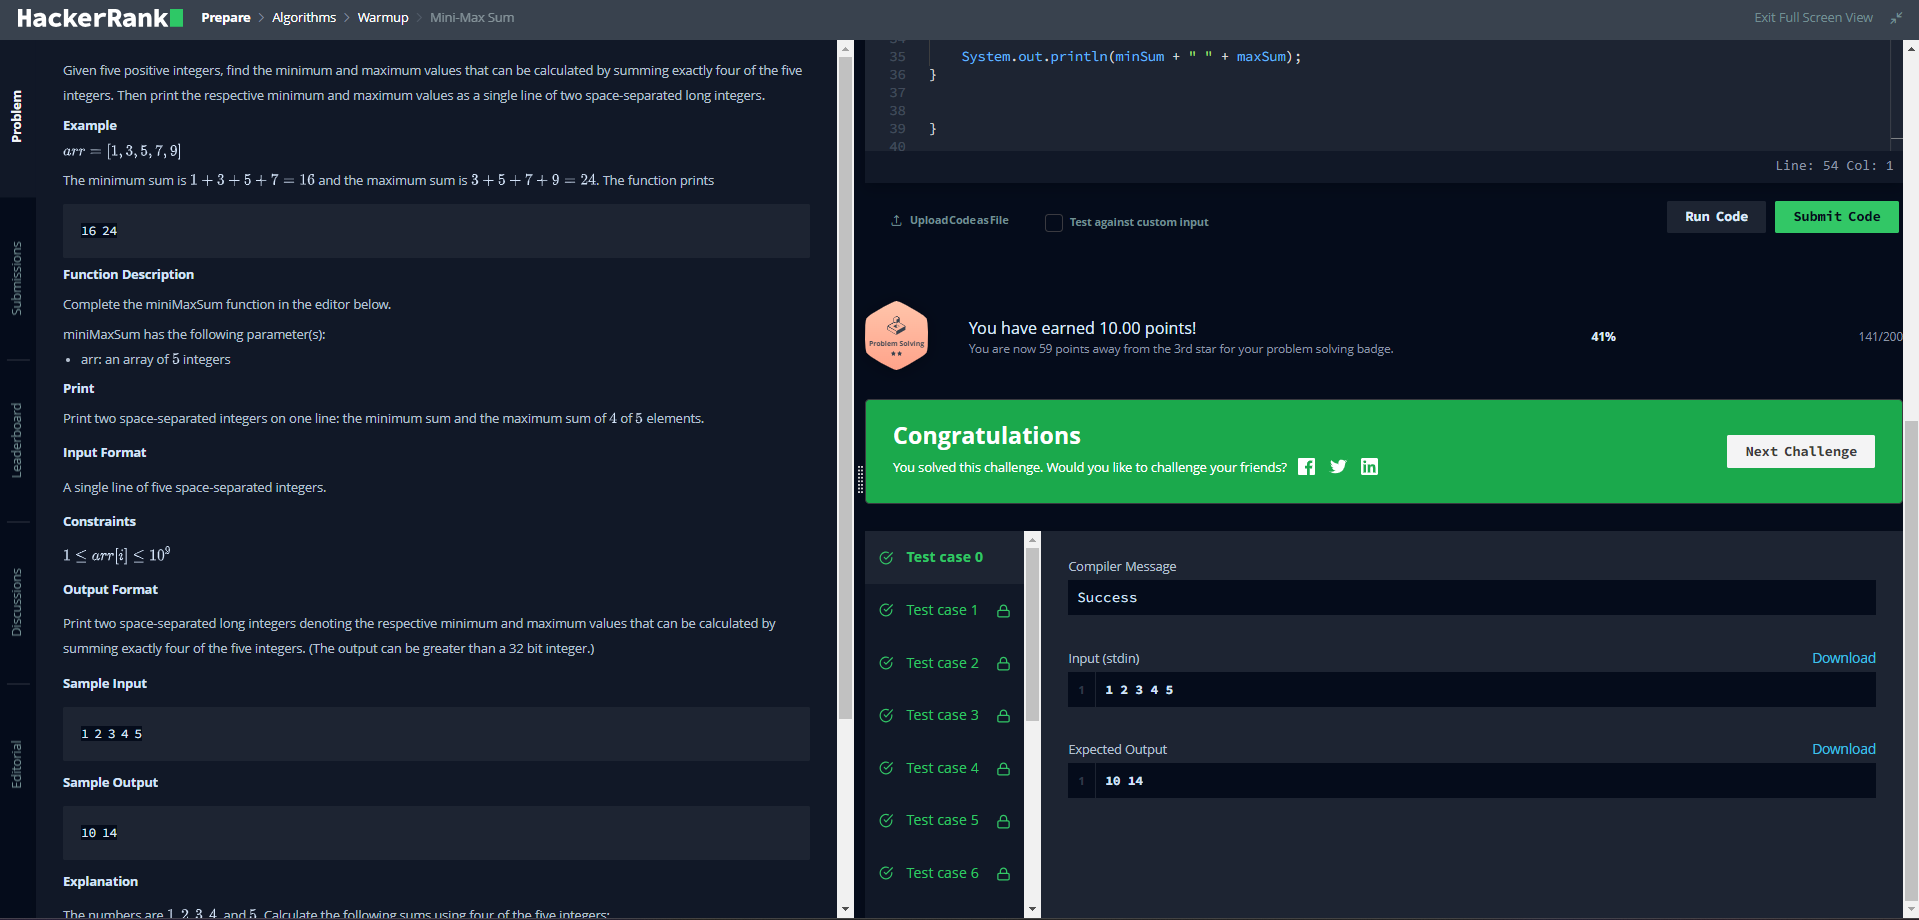 HackerRank Prepare > Algorithms > Warmup > Mini-Max Sum
Exit Full Screen View
Problem
Submissions
Leaderboard
Discussions
Editorial
Given five positive integers, find the minimum and maximum values that can be calculated by summing exactly four of the five
integers. Then print the respective minimum and maximum values as a single line of two space-separated long integers.
Example
arr = [1, 3, 5, 7, 9]
The minimum sum is 1 + 3 + 5 + 7 = 16 and the maximum sum is 3 + 5 + 7 + 9 = 24. The function prints
16 24
Function Description
Complete the miniMaxSum function in the editor below.
miniMaxSum has the following parameter(s):
• arr: an array of 5 integers
Print
Print two space-separated integers on one line: the minimum sum and the maximum sum of 4 of 5 elements.
Input Format
A single line of five space-separated integers.
Constraints
1 ≤ arr[i] ≤ 10⁹
Output Format
Print two space-separated long integers denoting the respective minimum and maximum values that can be calculated by
summing exactly four of the five integers. (The output can be greater than a 32 bit integer.)
Sample Input
1 2 3 4 5
Sample Output
10 14
Explanation
The numbers are 1, 2, 3, 4, and 5. Calculate the following sums using four of the five integers:
34
35 System.out.println(minSum + " " + maxSum);
36 }
37
38
39 }
40
Line: 54 Col: 1
Upload Code as File
Test against custom input
Run Code
Submit Code
Problem Solving
You have earned 10.00 points!
You are now 59 points away from the 3rd star for your problem solving badge.
41%
141/200
Congratulations
You solved this challenge. Would you like to challenge your friends?
Next Challenge
Test case 0
Test case 1
Test case 2
Test case 3
Test case 4
Test case 5
Test case 6
Compiler Message
Success
Input (stdin)
Download
1 1 2 3 4 5
Expected Output
Download
1 10 14